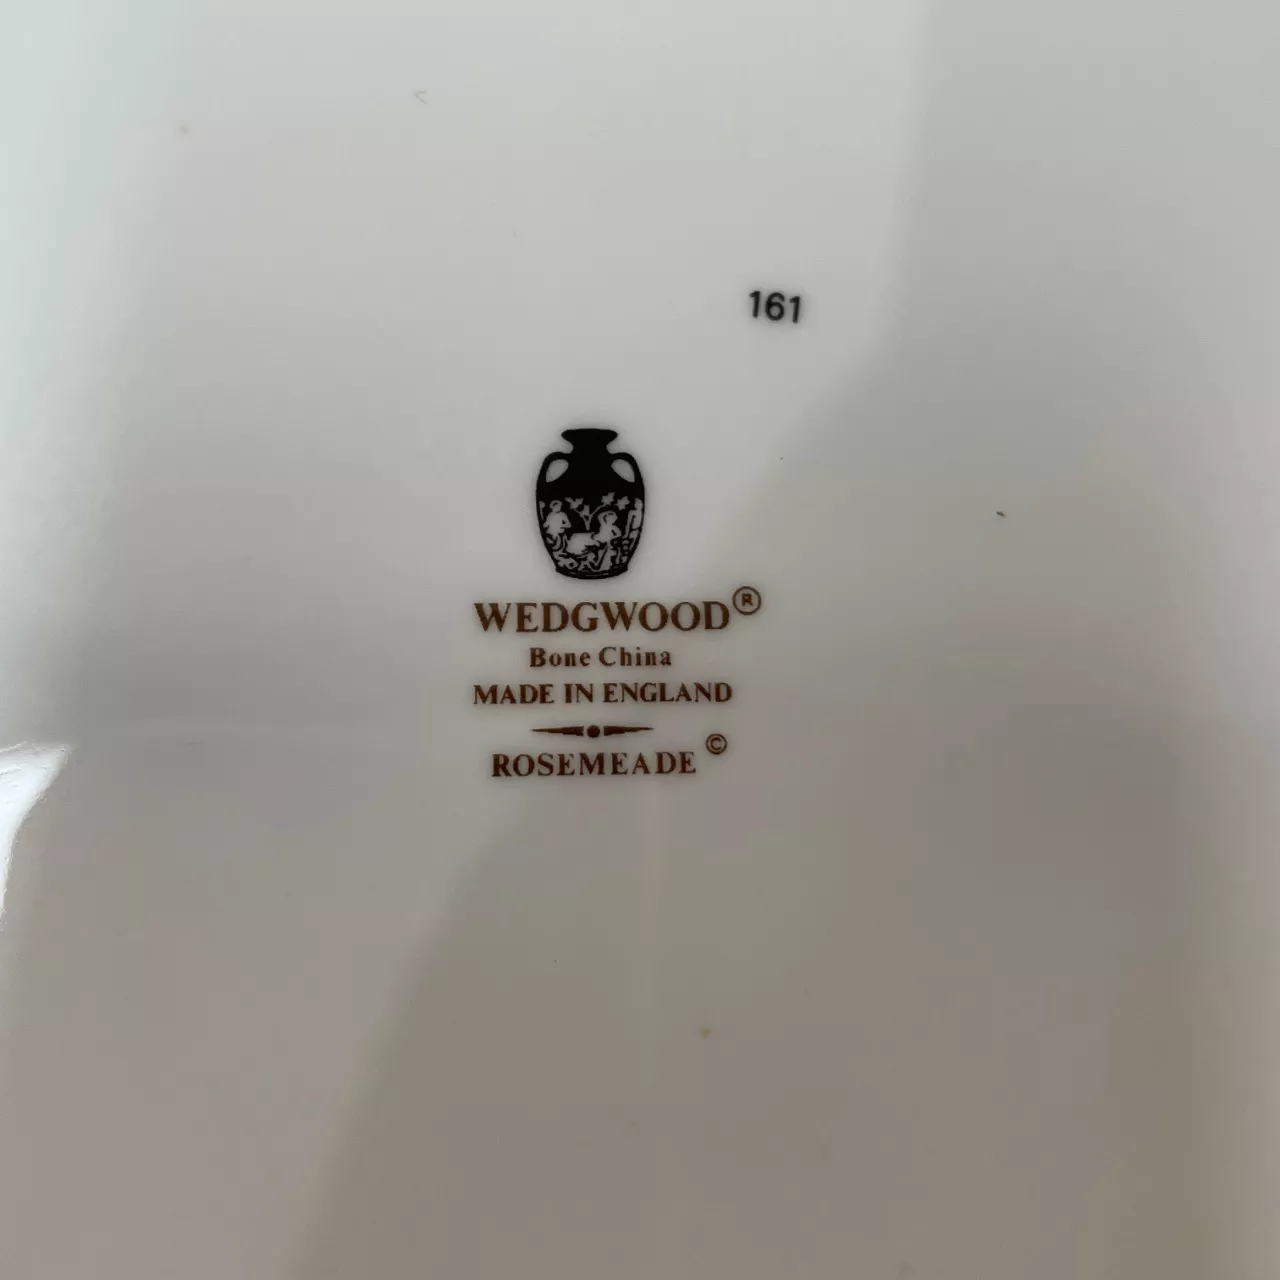 161
WEDGWOOD®
Bone China
MADE IN ENGLAND
ROSEMEADE ©